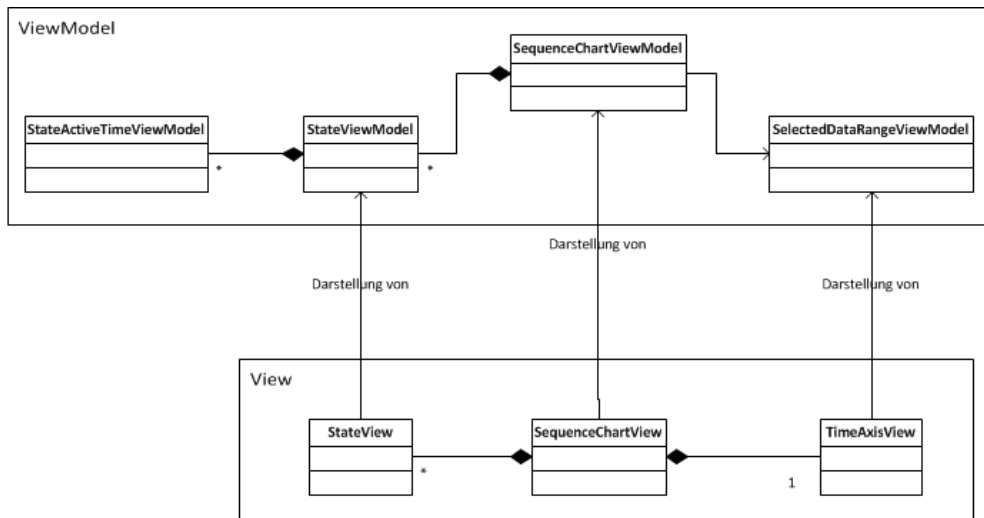 ViewModel
SequenceChartViewModel
StateActiveTimeViewModel
StateViewModel
SelectedDataRangeViewModel
*
*
Darstellung von
Darstellung von
Darstellung von
View
StateView
SequenceChartView
TimeAxisView
*
1